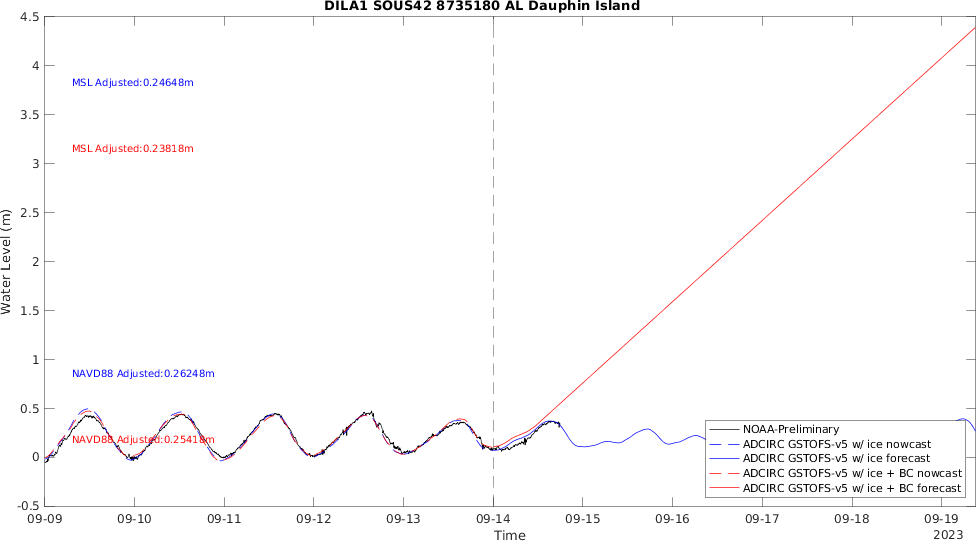 DILA1 SOUS42 8735180 AL Dauphin Island
4.5
4
3.5
3
2.5
2
1.5
1
0.5
0
-0.5
Water Level (m)
MSL Adjusted:0.24648m
MSL Adjusted:0.23818m
NAVD88 Adjusted:0.26248m
NAVD88 Adjusted:0.25418m
NOAA-Preliminary
ADCIRC GSTOFS-v5 w/ ice nowcast
ADCIRC GSTOFS-v5 w/ ice forecast
ADCIRC GSTOFS-v5 w/ ice + BC nowcast
ADCIRC GSTOFS-v5 w/ ice + BC forecast
09-09 09-10 09-11 09-12 09-13 09-14 09-15 09-16 09-17 09-18 09-19
Time
2023